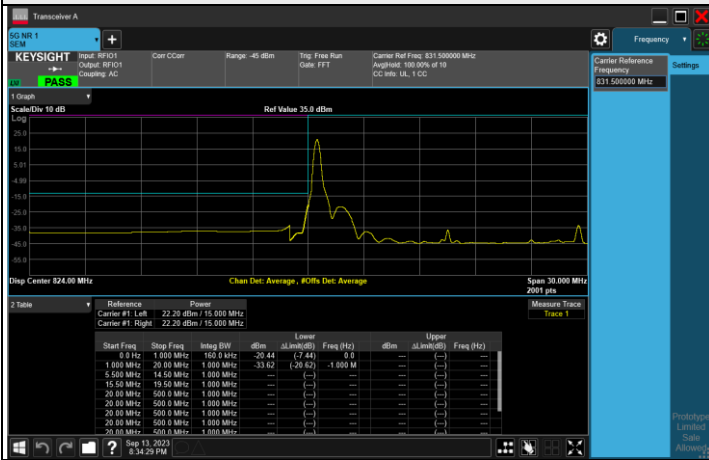 Transceiver A
5G NR 1
SEM
Frequency
KEYSIGHT
PASS
Input: RFIO1
Output: RFIO1
Coupling: AC
Corr CCorr
Range: -45 dBm
Trig: Free Run
Gate: FFT
Carrier Ref Freq: 831.500000 MHz
Avg|Hold: 100.00% of 10
CC Info: UL, 1 CC
Carrier Reference
Frequency
831.500000 MHz
Settings
1 Graph
Scale/Div 10 dB
Ref Value 35.0 dBm
Log
25.0
15.0
5.01
-4.99
-15.0
-25.0
-35.0
-45.0
-55.0
Disp Center 824.00 MHz
Chan Det: Average , #Offs Det: Average
Span 30.000 MHz
2001 pts
2 Table
Reference Power
Carrier #1: Left 22.20 dBm / 15.000 MHz
Carrier #1: Right 22.20 dBm / 15.000 MHz
Measure Trace
Trace 1
Lower Upper
Start Freq Stop Freq Integ BW dBm ΔLimit(dB) Freq (Hz) dBm ΔLimit(dB) Freq (Hz)
0.0 Hz 1.000 MHz 160.0 kHz -20.44 (-7.44) 0.0 --- (---) ---
1.000 MHz 20.00 MHz 1.000 MHz -33.62 (-20.62) -1.000 M --- (---) ---
5.500 MHz 14.50 MHz 1.000 MHz --- (---) --- --- (---) ---
15.50 MHz 19.50 MHz 1.000 MHz --- (---) --- --- (---) ---
20.00 MHz 500.0 MHz 1.000 MHz --- (---) --- --- (---) ---
20.00 MHz 500.0 MHz 1.000 MHz --- (---) --- --- (---) ---
20.00 MHz 500.0 MHz 1.000 MHz --- (---) --- --- (---) ---
20.00 MHz 500.0 MHz 1.000 MHz --- (---) --- --- (---) ---
Sep 13, 2023
8:34:29 PM
Prototype
Limited
Sale
Allowed